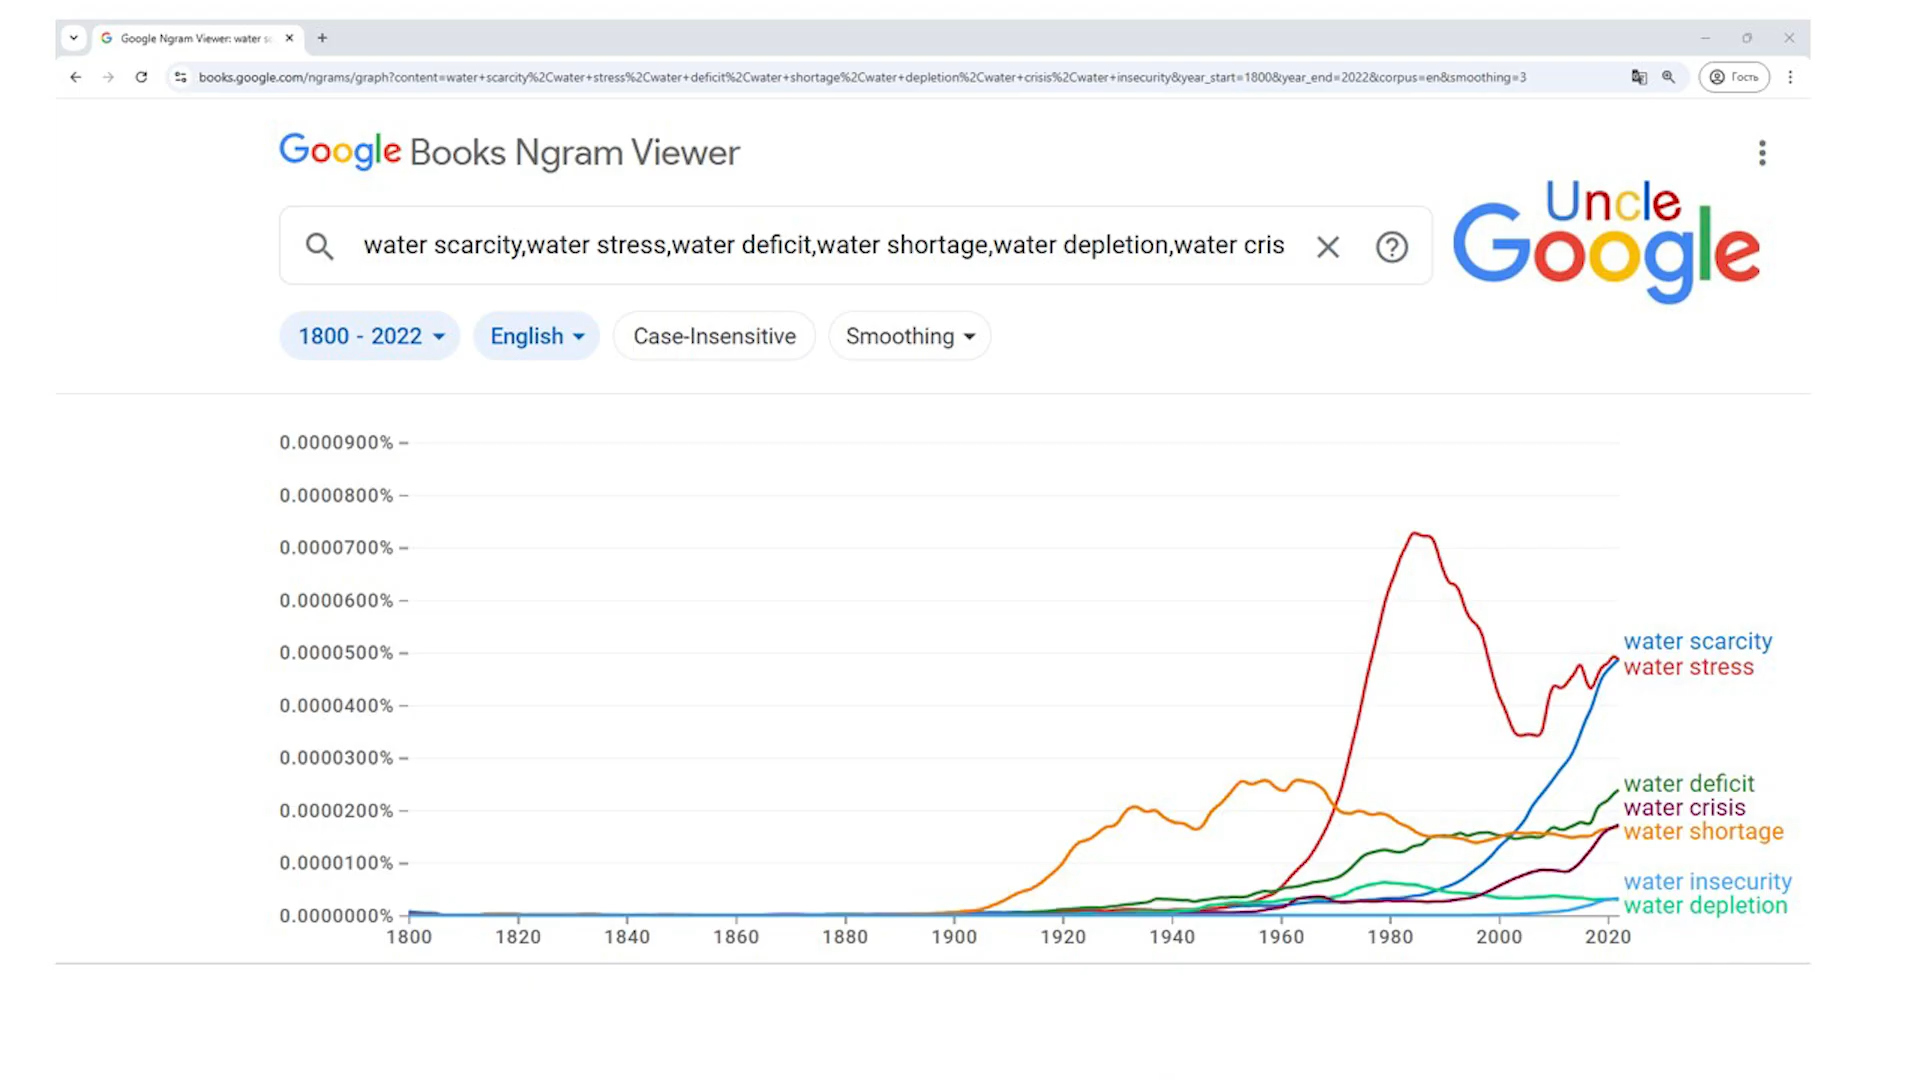 Google Ngram Viewer: water sc
books.google.com/ngrams/graph?content=water+scarcity%2Cwater+stress%2Cwater+deficit%2Cwater+shortage%2Cwater+depletion%2Cwater+crisis%2Cwater+insecurity&year_start=1800&year_end=2022&corpus=en&smoothing=3
Гость
Google Books Ngram Viewer
Uncle
Google
water scarcity,water stress,water deficit,water shortage,water depletion,water cris
1800 - 2022
English
Case-Insensitive
Smoothing
0.0000900%
0.0000800%
0.0000700%
0.0000600%
0.0000500%
0.0000400%
0.0000300%
0.0000200%
0.0000100%
0.0000000%
water scarcity
water stress
water deficit
water crisis
water shortage
water insecurity
water depletion
1800 1820 1840 1860 1880 1900 1920 1940 1960 1980 2000 2020